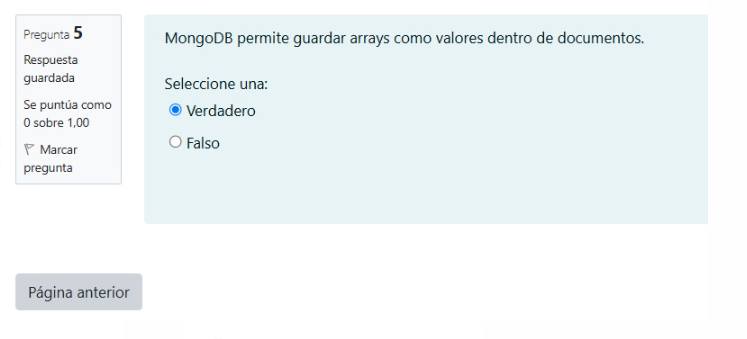 Pregunta 5
Respuesta
guardada
Se puntúa como
0 sobre 1,00
Marcar
pregunta
MongoDB permite guardar arrays como valores dentro de documentos.
Seleccione una:
Verdadero
Falso
Página anterior